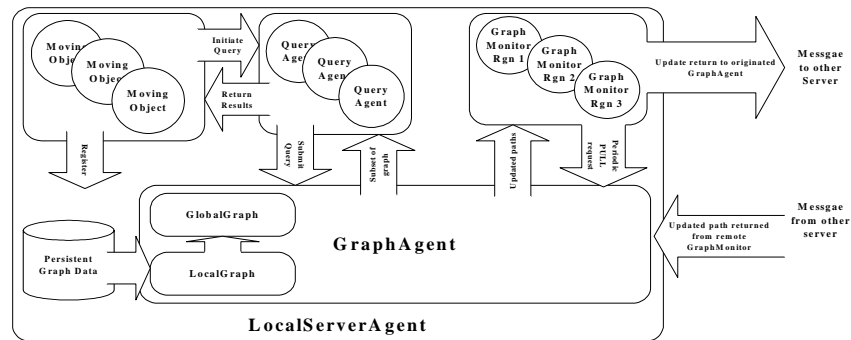 Moving
Object
Moving
Object
Moving
Object
Initiate
Query
Return
Results
Query
Agent
Query
Agent
Query
Agent
Graph
Monitor
Rgn 1
Graph
Monitor
Rgn 2
Graph
Monitor
Rgn 3
Update return to originated
GraphAgent
Messgae
to other
Server
Register
Submit
Query
Subset of
graph
Updated paths
Periodic
PULL
request
Messgae
from other
server
Updated path returned
from remote
GraphMonitor
GlobalGraph
GraphAgent
Persistent
Graph Data
LocalGraph
LocalServerAgent